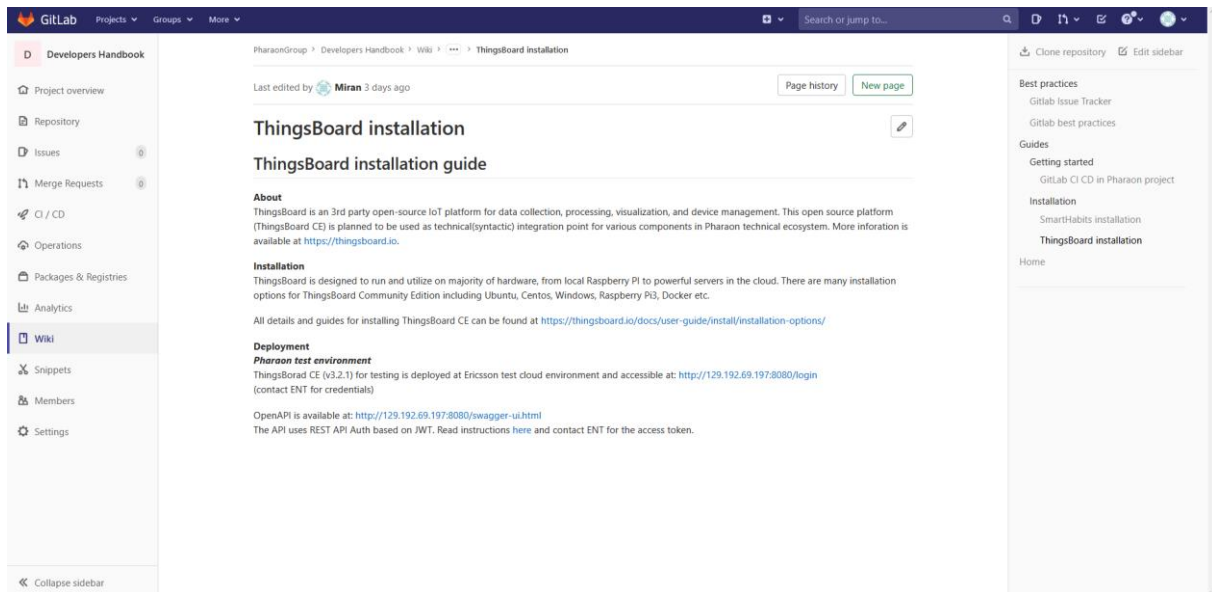 GitLab Projects Groups More Search or jump to...
D Developers Handbook
Project overview
Repository
Issues 0
Merge Requests 0
CI / CD
Operations
Packages & Registries
Analytics
Wiki
Snippets
Members
Settings
Collapse sidebar
PharaonGroup > Developers Handbook > Wiki > ... > ThingsBoard installation
Last edited by Miran 3 days ago
Page history New page
ThingsBoard installation
ThingsBoard installation guide
About
ThingsBoard is an 3rd party open-source IoT platform for data collection, processing, visualization, and device management. This open source platform
(ThingsBoard CE) is planned to be used as technical(syntactic) integration point for various components in Pharaon technical ecosystem. More inforation is
available at https://thingsboard.io.
Installation
ThingsBoard is designed to run and utilize on majority of hardware, from local Raspberry PI to powerful servers in the cloud. There are many installation
options for ThingsBoard Community Edition including Ubuntu, Centos, Windows, Raspberry Pi3, Docker etc.
All details and guides for installing ThingsBoard CE can be found at https://thingsboard.io/docs/user-guide/install/installation-options/
Deployment
Pharaon test environment
ThingsBorad CE (v3.2.1) for testing is deployed at Ericsson test cloud environment and accessible at: http://129.192.69.197:8080/login
(contact ENT for credentials)
OpenAPI is available at: http://129.192.69.197:8080/swagger-ui.html
The API uses REST API Auth based on JWT. Read instructions here and contact ENT for the access token.
Clone repository Edit sidebar
Best practices
Gitlab Issue Tracker
Gitlab best practices
Guides
Getting started
GitLab CI CD in Pharaon project
Installation
SmartHabits installation
ThingsBoard installation
Home